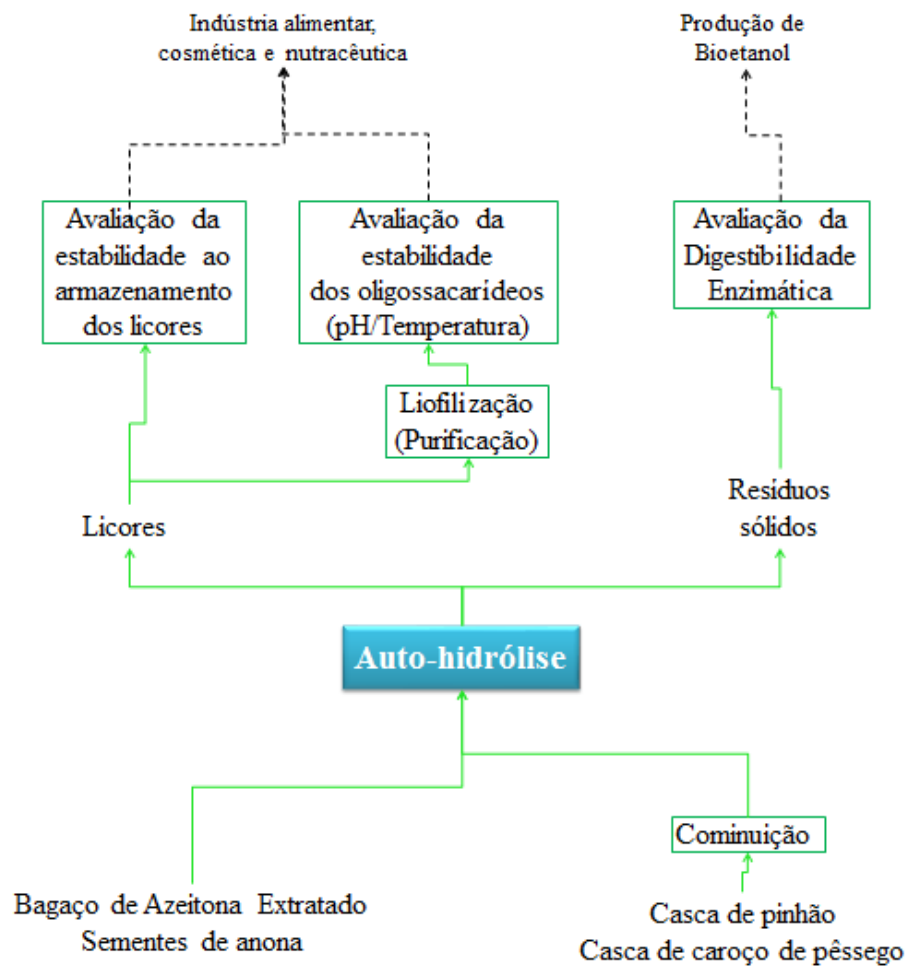 Indústria alimentar,
cosmética e nutracêutica
Produção de
Bioetanol
Avaliação da
estabilidade ao
armazenamento
dos licores
Avaliação da
estabilidade
dos oligossacarídeos
(pH/Temperatura)
Avaliação da
Digestibilidade
Enzimática
Liofilização
(Purificação)
Licores
Resíduos
sólidos
Auto-hidrólise
Cominuição
Bagaço de Azeitona Extratado
Sementes de anona
Casca de pinhão
Casca de caroço de pêssego